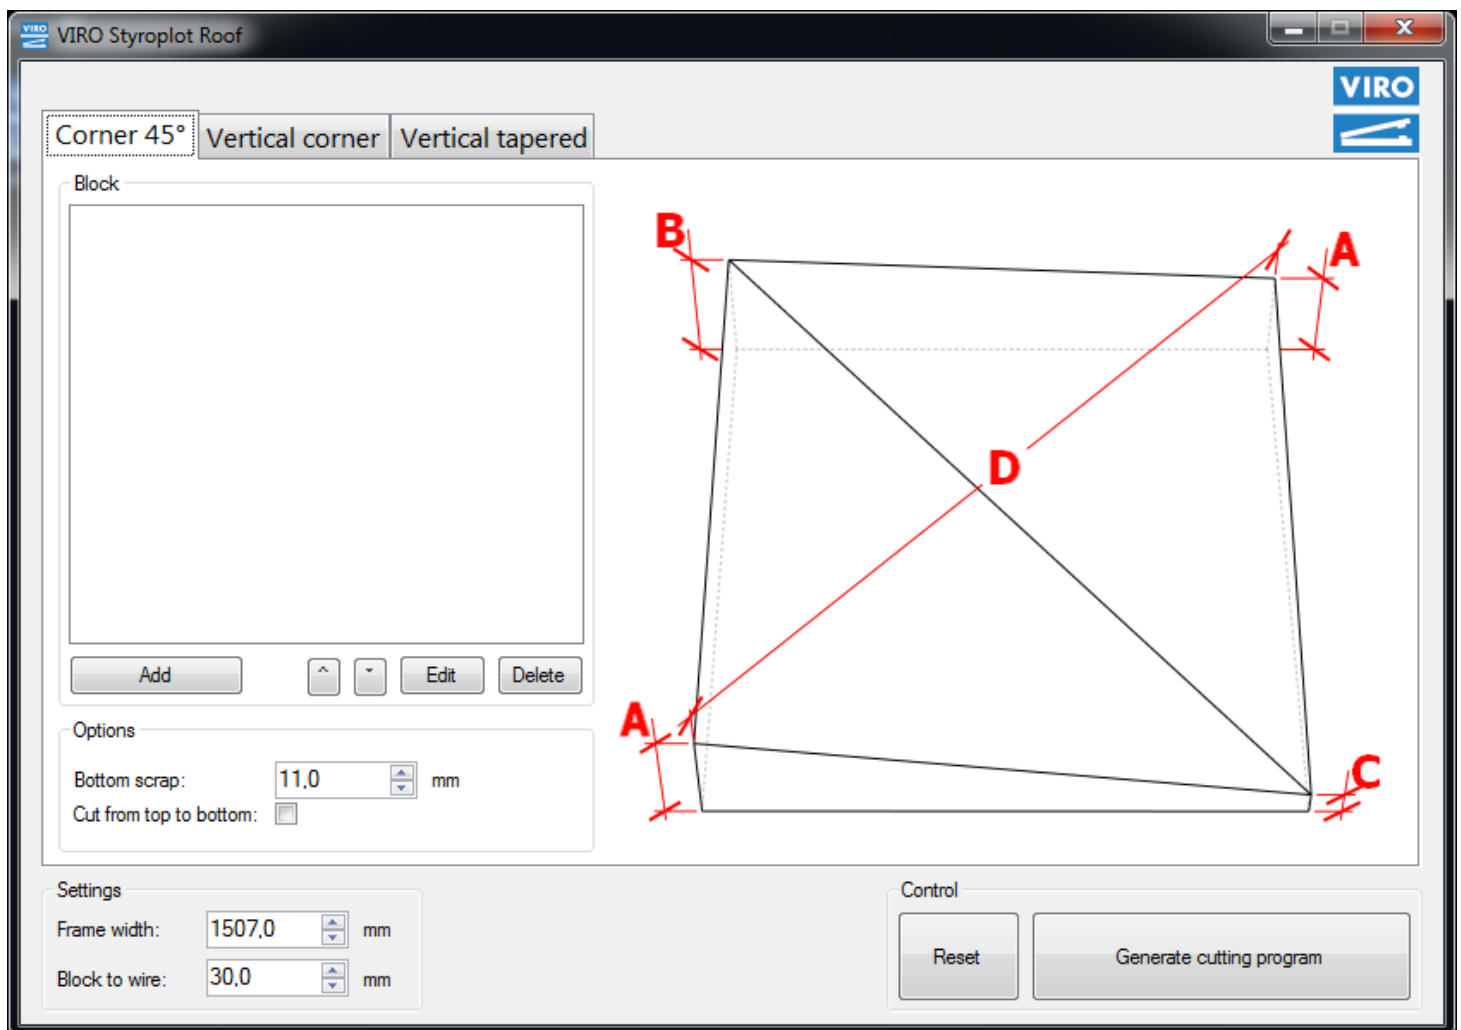 VIRO VIRO Styroplot Roof
VIRO
Corner 45° Vertical corner Vertical tapered
Block
B
A
D
Add ^ ˇ Edit Delete
A
Options
C
Bottom scrap: 11,0 mm
Cut from top to bottom:
Settings
Control
Frame width: 1507,0 mm
Reset Generate cutting program
Block to wire: 30,0 mm